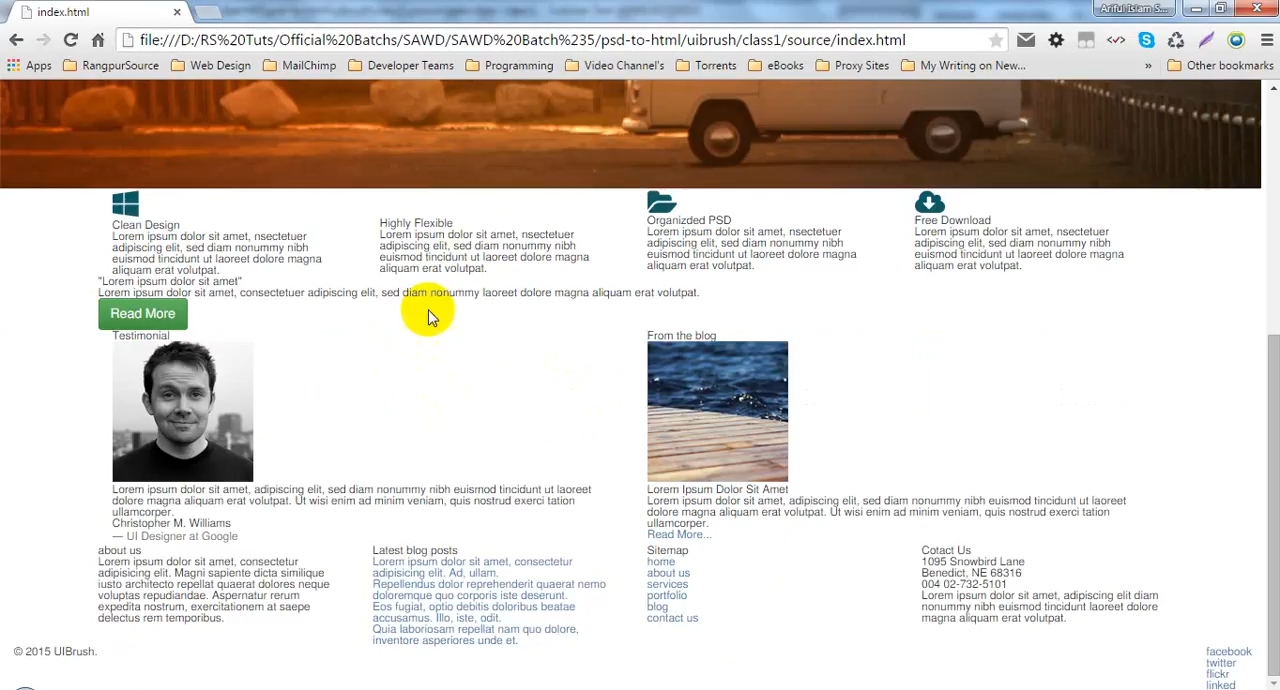 index.html
Ariful Islam S...
file:///D:/RS%20Tuts/Official%20Batchs/SAWD/SAWD%20Batch%235/psd-to-html/uibrush/class1/source/index.html
Apps RangpurSource Web Design MailChimp Developer Teams Programming Video Channel's Torrents eBooks Proxy Sites My Writing on New... » Other bookmarks
Clean Design
Lorem ipsum dolor sit amet, nsectetuer
adipiscing elit, sed diam nonummy nibh
euismod tincidunt ut laoreet dolore magna
aliquam erat volutpat.
Highly Flexible
Lorem ipsum dolor sit amet, nsectetuer
adipiscing elit, sed diam nonummy nibh
euismod tincidunt ut laoreet dolore magna
aliquam erat volutpat.
Organizded PSD
Lorem ipsum dolor sit amet, nsectetuer
adipiscing elit, sed diam nonummy nibh
euismod tincidunt ut laoreet dolore magna
aliquam erat volutpat.
Free Download
Lorem ipsum dolor sit amet, nsectetuer
adipiscing elit, sed diam nonummy nibh
euismod tincidunt ut laoreet dolore magna
aliquam erat volutpat.
"Lorem ipsum dolor sit amet"
Lorem ipsum dolor sit amet, consectetuer adipiscing elit, sed diam nonummy laoreet dolore magna aliquam erat volutpat.
Read More
Testimonial
Lorem ipsum dolor sit amet, adipiscing elit, sed diam nonummy nibh euismod tincidunt ut laoreet
dolore magna aliquam erat volutpat. Ut wisi enim ad minim veniam, quis nostrud exerci tation
ullamcorper.
Christopher M. Williams
— UI Designer at Google
From the blog
Lorem Ipsum Dolor Sit Amet
Lorem ipsum dolor sit amet, adipiscing elit, sed diam nonummy nibh euismod tincidunt ut laoreet
dolore magna aliquam erat volutpat. Ut wisi enim ad minim veniam, quis nostrud exerci tation
ullamcorper.
Read More...
about us
Lorem ipsum dolor sit amet, consectetur
adipisicing elit. Magni sapiente dicta similique
iusto architecto repellat quaerat dolores neque
voluptas repudiandae. Aspernatur rerum
expedita nostrum, exercitationem at saepe
delectus rem temporibus.
Latest blog posts
Lorem ipsum dolor sit amet, consectetur
adipisicing elit. Ad, ullam.
Repellendus dolor reprehenderit quaerat nemo
doloremque quo corporis iste deserunt.
Eos fugiat, optio debitis doloribus beatae
accusamus. Illo, iste, odit.
Quia laboriosam repellat nam quo dolore,
inventore asperiores unde et.
Sitemap
home
about us
services
portfolio
blog
contact us
Cotact Us
1095 Snowbird Lane
Benedict, NE 68316
004 02-732-5101
Lorem ipsum dolor sit amet, adipiscing elit diam
nonummy nibh euismod tincidunt ut laoreet
magna aliquam erat volutpat.
© 2015 UIBrush.
facebook
twitter
flickr
linked